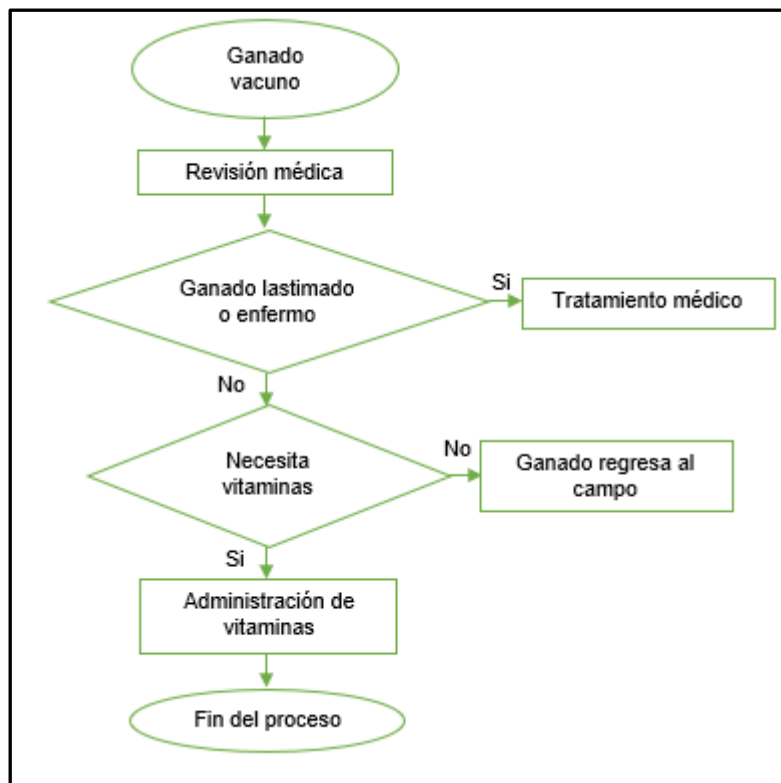 Ganado
vacuno
Revisión médica
Ganado lastimado
o enfermo
Si
Tratamiento médico
No
Necesita
vitaminas
No
Ganado regresa al
campo
Si
Administración de
vitaminas
Fin del proceso